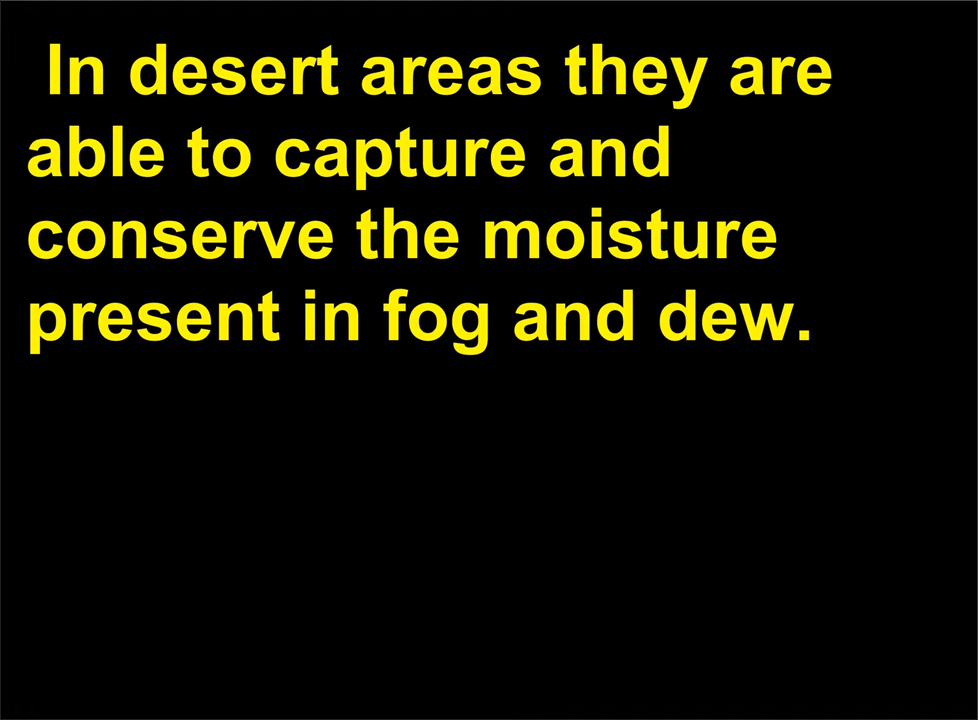 In desert areas they are
able to capture and
conserve the moisture
present in fog and dew.